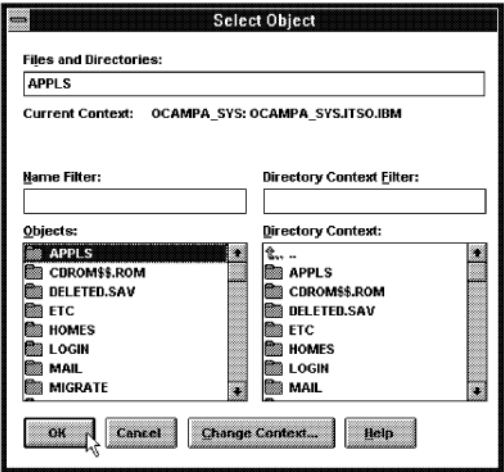 Select Object
Files and Directories:
APPLS
Current Context: OCAMPA_SYS: OCAMPA_SYS.ITSO.IBM
Name Filter: Directory Context Filter:
Objects: Directory Context:
APPLS ..
CDROM$$.ROM APPLS
DELETED.SAV CDROM$$.ROM
ETC DELETED.SAV
HOMES ETC
LOGIN HOMES
MAIL LOGIN
MIGRATE MAIL
OK Cancel Change Context... Help